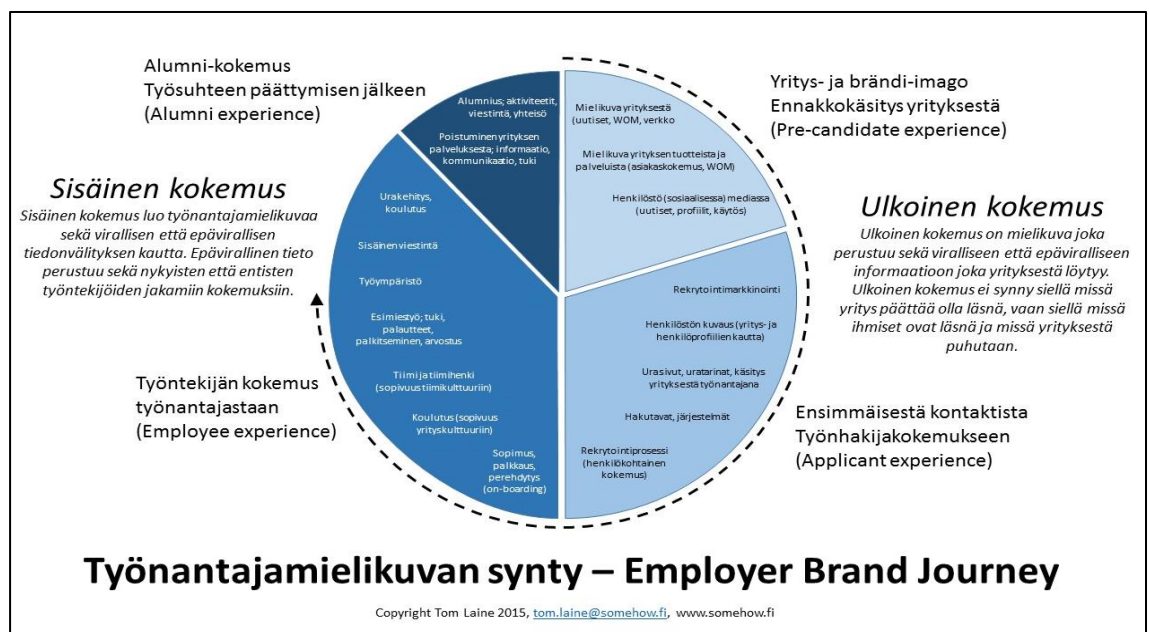 Alumni-kokemus
Työsuhteen päättymisen jälkeen
(Alumni experience)
Yritys- ja brändi-imago
Ennakkokäsitys yrityksestä
(Pre-candidate experience)
Alumnius; aktiviteetit,
viestintä, yhteisö
Poistuminen yrityksen
palveluksesta; informaatio,
kommunikaatio, tuki
Mielikuva yrityksestä
(uutiset, WOM, verkko
Mielikuva yrityksen tuotteista ja
palveluista (asiakaskokemus, WOM)
Henkilöstö (sosiaalisessa) mediassa
(uutiset, profiilit, käytös)
Sisäinen kokemus
Sisäinen kokemus luo työnantajamielikuvaa
sekä virallisen että epävirallisen
tiedonvälityksen kautta. Epävirallinen tieto
perustuu sekä nykyisten että entisten
työntekijöiden jakamiin kokemuksiin.
Ulkoinen kokemus
Ulkoinen kokemus on mielikuva joka
perustuu sekä viralliseen että epäviralliseen
informaatioon joka yrityksestä löytyy.
Ulkoinen kokemus ei synny siellä missä
yritys päättää olla läsnä, vaan siellä missä
ihmiset ovat läsnä ja missä yrityksestä
puhutaan.
Urakehitys,
koulutus
Sisäinen viestintä
Työympäristö
Esimiestyö; tuki,
palautteet,
palkitseminen, arvostus
Tiimi ja tiimihenki
(sopivuus tiimikulttuuriin)
Koulutus (sopivuus
yrityskulttuuriin)
Sopimus,
palkkaus,
perehdytys
(on-boarding)
Rekrytointimarkkinointi
Henkilöstön kuvaus (yritys- ja
henkilöprofiilien kautta)
Urasivut, uratarinat, käsitys
yrityksestä työnantajana
Hakutavat, järjestelmät
Rekrytointiprosessi
(henkilökohtainen
kokemus)
Työntekijän kokemus
työnantajastaan
(Employee experience)
Ensimmäisestä kontaktista
Työnhakijakokemukseen
(Applicant experience)
Työnantajamielikuvan synty – Employer Brand Journey
Copyright Tom Laine 2015, tom.laine@somehow.fi, www.somehow.fi